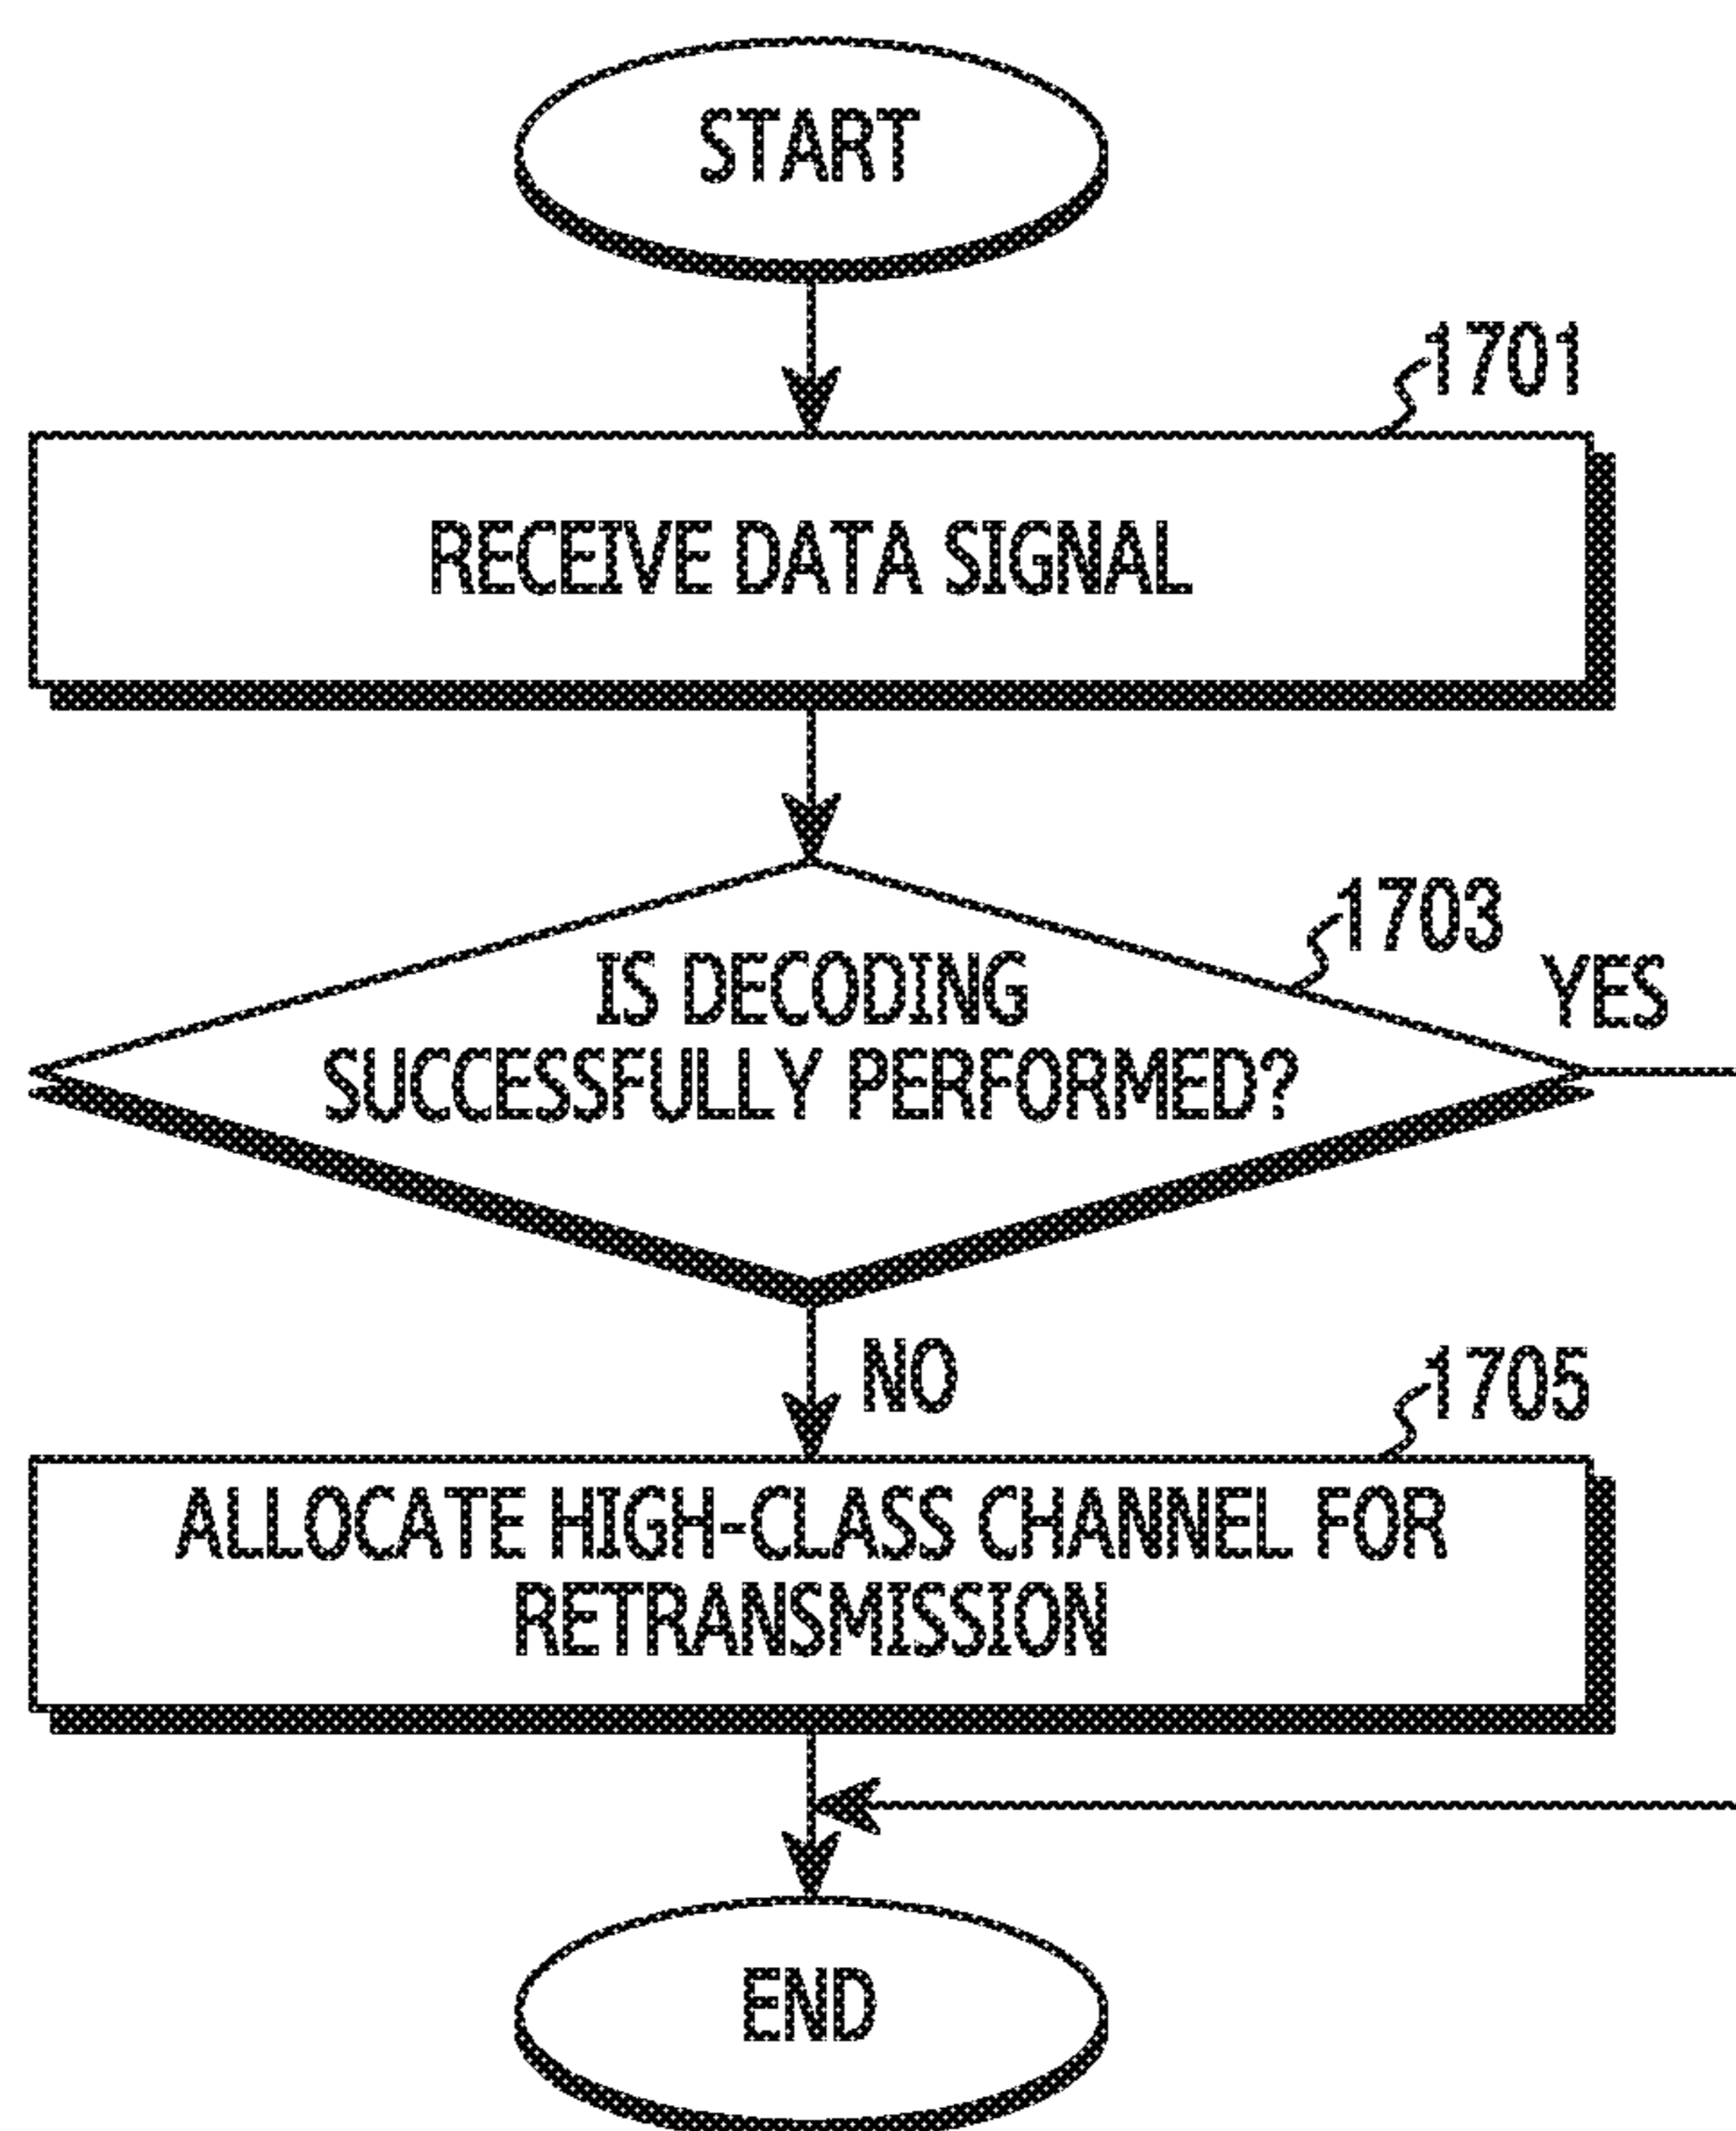 START
1701
RECEIVE DATA SIGNAL
1703
IS DECODING
SUCCESSFULLY PERFORMED?
YES
NO
1705
ALLOCATE HIGH-CLASS CHANNEL FOR
RETRANSMISSION
END